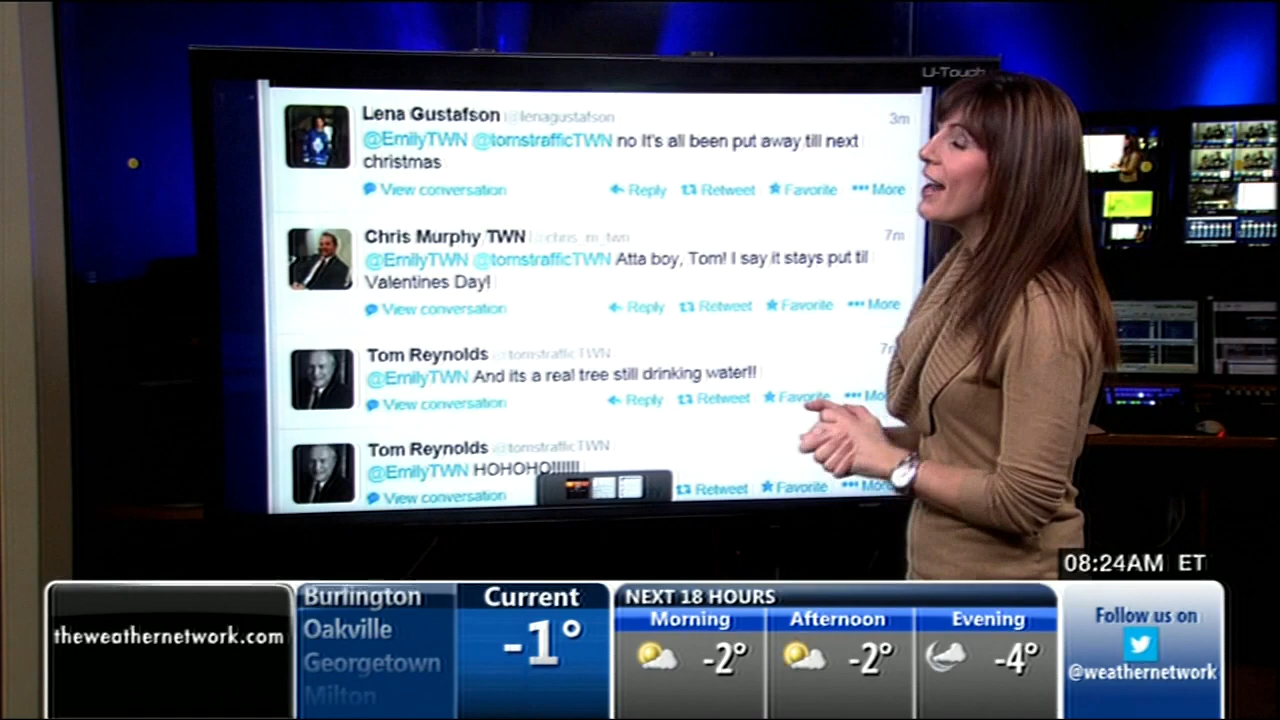 U-Touch
Lena Gustafson @lenagustafson 3m
@EmilyTWN @tomstrafficTWN no It's all been put away till next
christmas
View conversation Reply Retweet Favorite More
Chris Murphy TWN @chris_m_twn 7m
@EmilyTWN @tomstrafficTWN Atta boy, Tom! I say it stays put til
Valentines Day!
View conversation Reply Retweet Favorite More
Tom Reynolds @tomstrafficTWN 7m
@EmilyTWN And its a real tree still drinking water!!
View conversation Reply Retweet Favorite Mo
Tom Reynolds @tomstrafficTWN
@EmilyTWN HOHOHO!!!!!!!
View conversation Retweet Favorite More
08:24AM ET
theweathernetwork.com
Burlington
Oakville
Georgetown
Milton
Current
-1°
NEXT 18 HOURS
Morning Afternoon Evening
-2° -2° -4°
Follow us on
@weathernetwork